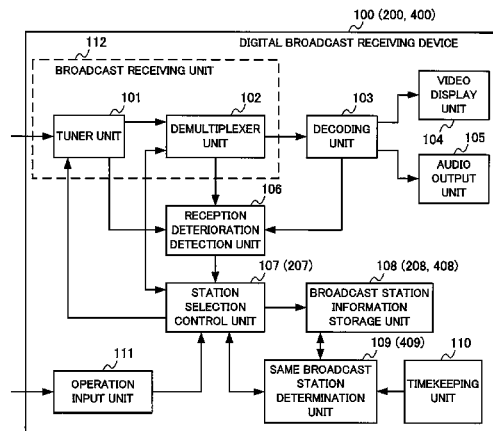 100 (200, 400)
DIGITAL BROADCAST RECEIVING DEVICE
112
BROADCAST RECEIVING UNIT
101
TUNER UNIT
102
DEMULTIPLEXER
UNIT
103
DECODING
UNIT
VIDEO
DISPLAY
UNIT
104
105
AUDIO
OUTPUT
UNIT
106
RECEPTION
DETERIORATION
DETECTION UNIT
107 (207)
STATION
SELECTION
CONTROL UNIT
108 (208, 408)
BROADCAST STATION
INFORMATION
STORAGE UNIT
109 (409)
SAME BROADCAST
STATION
DETERMINATION
UNIT
110
TIMEKEEPING
UNIT
111
OPERATION
INPUT UNIT